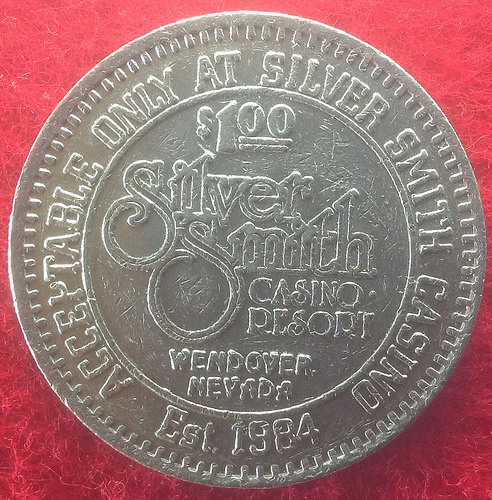 ACCEPTABLE ONLY AT SILVER SMITH CASINO
$1.00
Silver
Smith
CASINO
RESORT
WENDOVER
NEVADA
Est. 1984